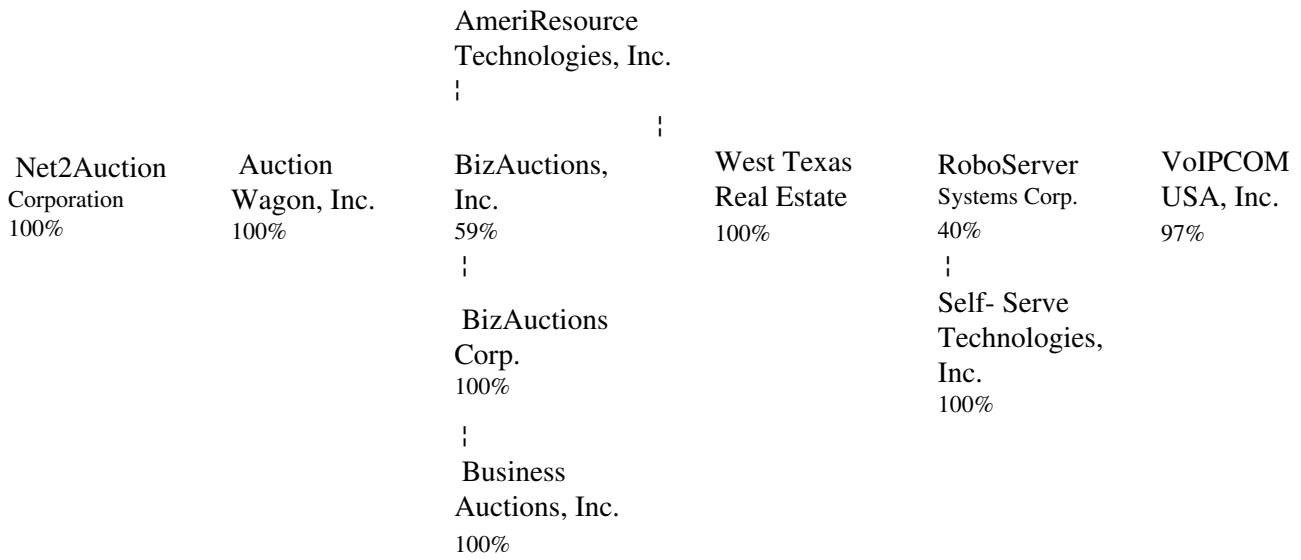 AmeriResource
Technologies, Inc.
¦
¦
Net2Auction
Corporation
100%
Auction
Wagon, Inc.
100%
BizAuctions,
Inc.
59%
West Texas
Real Estate
100%
RoboServer
Systems Corp.
40%
VoIPCOM
USA, Inc.
97%
¦
BizAuctions
Corp.
100%
¦
Self- Serve
Technologies,
Inc.
100%
¦
Business
Auctions, Inc.
100%